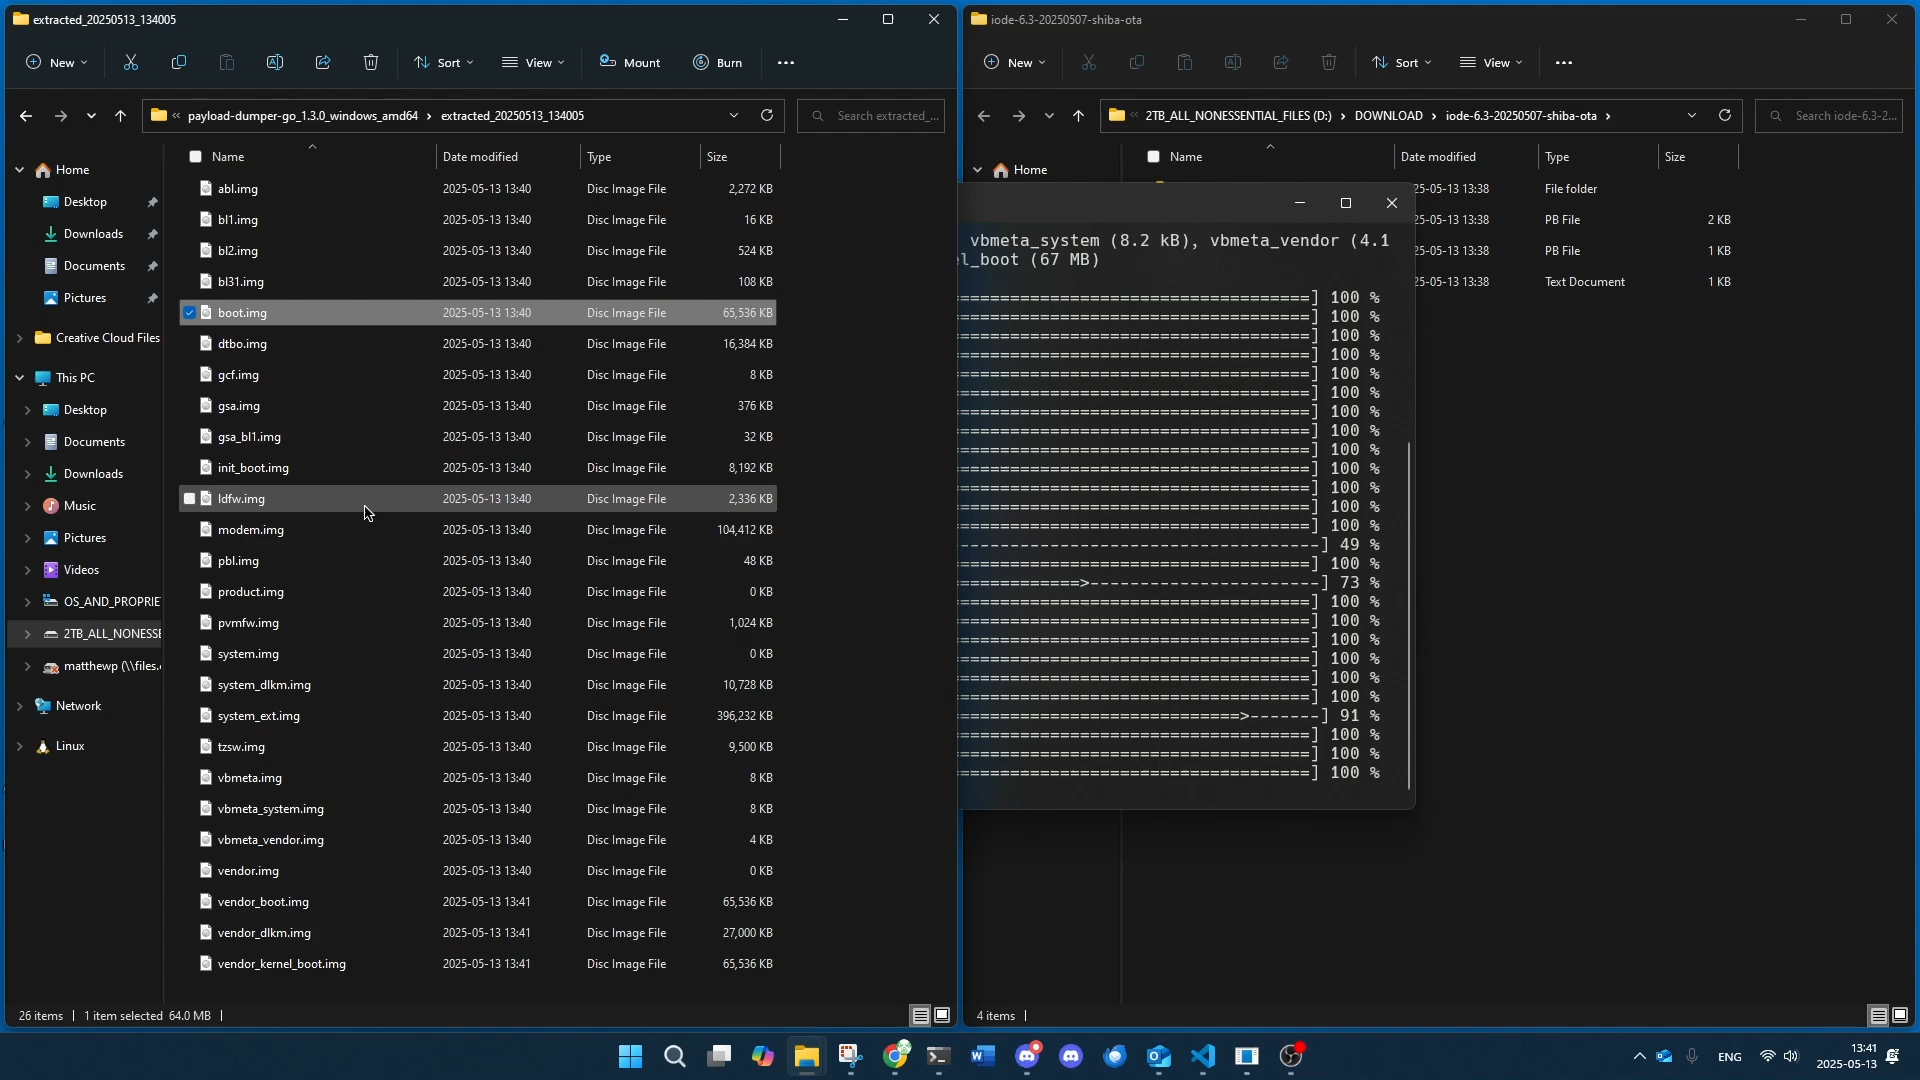 extracted_20250513_134005
New
Sort
View
Mount
Burn
« payload-dumper-go_1.3.0_windows_amd64 > extracted_20250513_134005
Search extracted_...
Home
Desktop
Downloads
Documents
Pictures
Creative Cloud Files
This PC
Desktop
Documents
Downloads
Music
Pictures
Videos
OS_AND_PROPRIE
2TB_ALL_NONESSE
matthewp (\\files.
Network
Linux
Name Date modified Type Size
abl.img 2025-05-13 13:40 Disc Image File 2,272 KB
bl1.img 2025-05-13 13:40 Disc Image File 16 KB
bl2.img 2025-05-13 13:40 Disc Image File 524 KB
bl31.img 2025-05-13 13:40 Disc Image File 108 KB
boot.img 2025-05-13 13:40 Disc Image File 65,536 KB
dtbo.img 2025-05-13 13:40 Disc Image File 16,384 KB
gcf.img 2025-05-13 13:40 Disc Image File 8 KB
gsa.img 2025-05-13 13:40 Disc Image File 376 KB
gsa_bl1.img 2025-05-13 13:40 Disc Image File 32 KB
init_boot.img 2025-05-13 13:40 Disc Image File 8,192 KB
ldfw.img 2025-05-13 13:40 Disc Image File 2,336 KB
modem.img 2025-05-13 13:40 Disc Image File 104,412 KB
pbl.img 2025-05-13 13:40 Disc Image File 48 KB
product.img 2025-05-13 13:40 Disc Image File 0 KB
pvmfw.img 2025-05-13 13:40 Disc Image File 1,024 KB
system.img 2025-05-13 13:40 Disc Image File 0 KB
system_dlkm.img 2025-05-13 13:40 Disc Image File 10,728 KB
system_ext.img 2025-05-13 13:40 Disc Image File 396,232 KB
tzsw.img 2025-05-13 13:40 Disc Image File 9,500 KB
vbmeta.img 2025-05-13 13:40 Disc Image File 8 KB
vbmeta_system.img 2025-05-13 13:40 Disc Image File 8 KB
vbmeta_vendor.img 2025-05-13 13:40 Disc Image File 4 KB
vendor.img 2025-05-13 13:40 Disc Image File 0 KB
vendor_boot.img 2025-05-13 13:41 Disc Image File 65,536 KB
vendor_dlkm.img 2025-05-13 13:41 Disc Image File 27,000 KB
vendor_kernel_boot.img 2025-05-13 13:41 Disc Image File 65,536 KB
26 items | 1 item selected 64.0 MB |
iode-6.3-20250507-shiba-ota
New
Sort
View
« 2TB_ALL_NONESSENTIAL_FILES (D:) > DOWNLOAD > iode-6.3-20250507-shiba-ota >
Search iode-6.3-2...
Home
Name Date modified Type Size
25-05-13 13:38 File folder
25-05-13 13:38 PB File 2 KB
25-05-13 13:38 PB File 1 KB
25-05-13 13:38 Text Document 1 KB
4 items |
vbmeta_system (8.2 kB), vbmeta_vendor (4.1
el_boot (67 MB)
=====================================] 100 %
=====================================] 100 %
=====================================] 100 %
=====================================] 100 %
=====================================] 100 %
=====================================] 100 %
=====================================] 100 %
=====================================] 100 %
=====================================] 100 %
=====================================] 100 %
=====================================] 100 %
=====================================] 100 %
=====================================] 100 %
--------------------------------------] 49 %
=====================================] 100 %
=============>------------------------] 73 %
=====================================] 100 %
=====================================] 100 %
=====================================] 100 %
=====================================] 100 %
=====================================] 100 %
=====================================] 100 %
==============================>-------] 91 %
=====================================] 100 %
=====================================] 100 %
=====================================] 100 %
ENG
13:41
2025-05-13